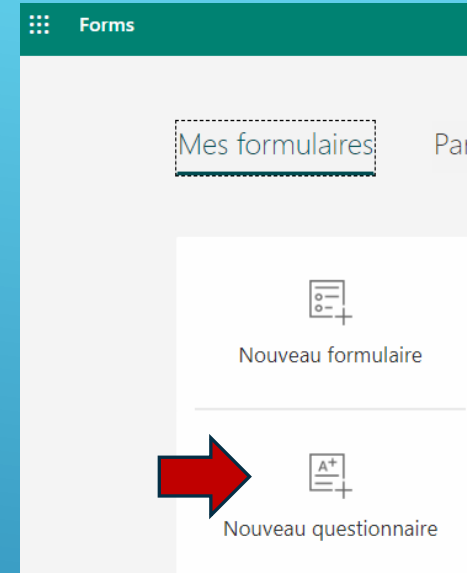 Forms
Mes formulaires
Nouveau formulaire
A+
Nouveau questionnaire